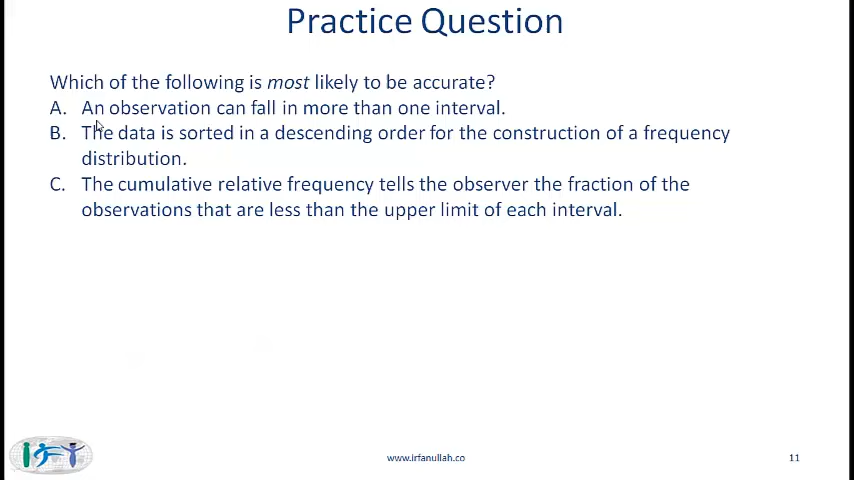 Practice Question
Which of the following is most likely to be accurate?
A. An observation can fall in more than one interval.
B. The data is sorted in a descending order for the construction of a frequency
distribution.
C. The cumulative relative frequency tells the observer the fraction of the
observations that are less than the upper limit of each interval.
www.irfanullah.co
11